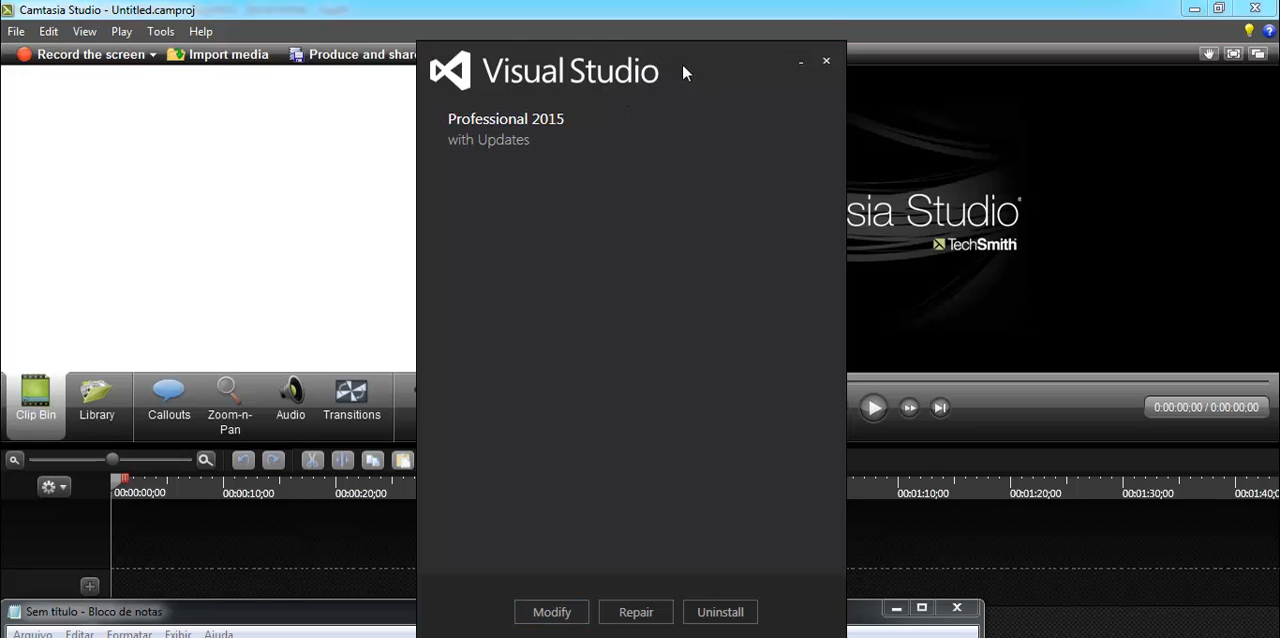 Camtasia Studio - Untitled.camproj
File Edit View Play Tools Help
Record the screen Import media Produce and share
Visual Studio
Professional 2015
with Updates
sia Studio®
TechSmith
Clip Bin Library Callouts Zoom-n-Pan Audio Transitions
0:00:00;00 / 0:00:00;00
00:00:00;00 00:00:10;00 00:00:20;00 00:01:10;00 00:01:20;00 00:01:30;00 00:01:40;0
Sem título - Bloco de notas
Modify Repair Uninstall
Arquivo Editar Formatar Exibir Ajuda